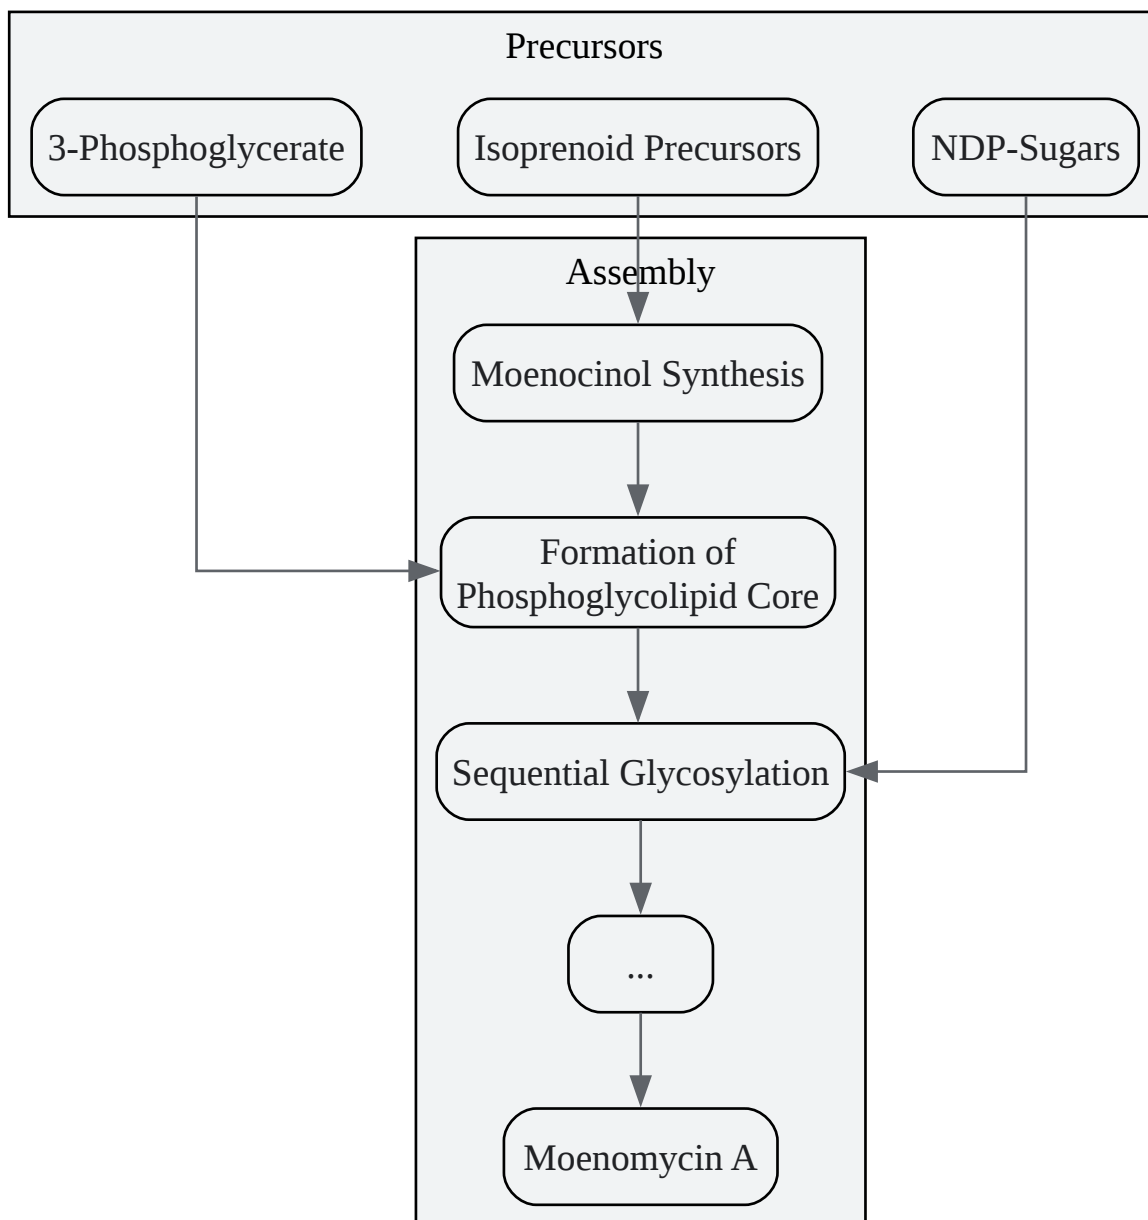 Precursors
3-Phosphoglycerate
Isoprenoid Precursors
NDP-Sugars
Assembly
Moenocinol Synthesis
Formation of
Phosphoglycolipid Core
Sequential Glycosylation
...
Moenomycin A